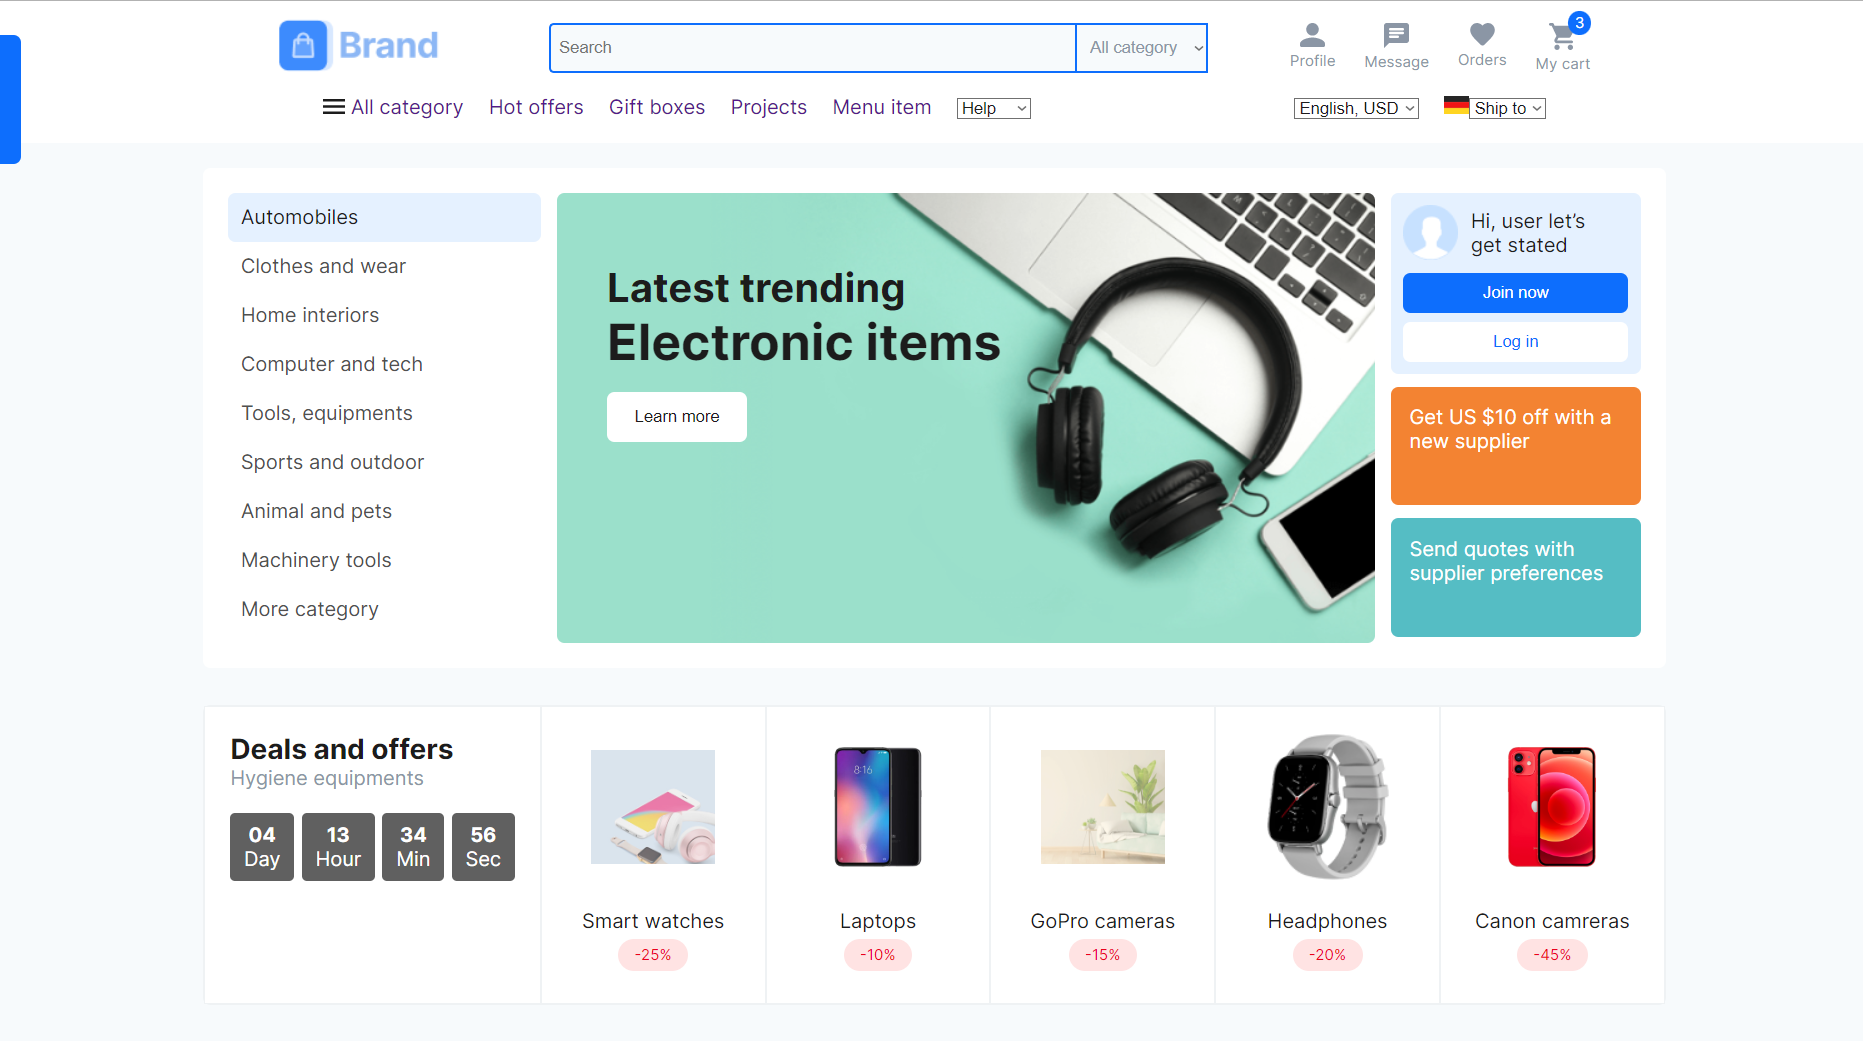 Brand
Search
All category
Profile
Message
Orders
3
My cart
All category
Hot offers
Gift boxes
Projects
Menu item
Help
English, USD
Ship to
Automobiles
Clothes and wear
Home interiors
Computer and tech
Tools, equipments
Sports and outdoor
Animal and pets
Machinery tools
More category
Latest trending
Electronic items
Learn more
Hi, user let’s
get stated
Join now
Log in
Get US $10 off with a
new supplier
Send quotes with
supplier preferences
Deals and offers
Hygiene equipments
04
Day
13
Hour
34
Min
56
Sec
8:16
Smart watches
-25%
Laptops
-10%
GoPro cameras
-15%
Headphones
-20%
Canon camreras
-45%